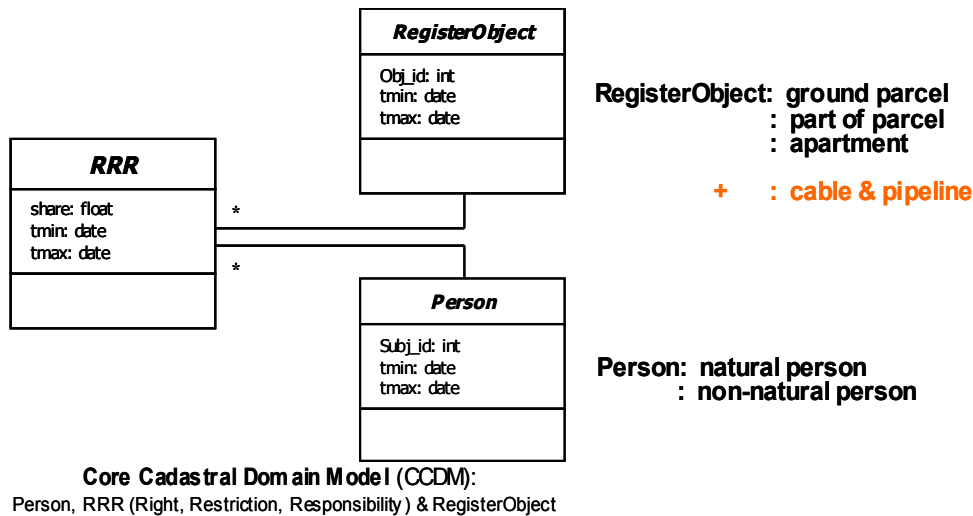 RegisterObject
Obj_id: int
tmin: date
tmax: date
RegisterObject: ground parcel
: part of parcel
: apartment
+ : cable & pipeline
RRR
share: float
tmin: date
tmax: date
*
*
Person
Subj_id: int
tmin: date
tmax: date
Person: natural person
: non-natural person
Core Cadastral Domain Model (CCDM):
Person, RRR (Right, Restriction, Responsibility) & RegisterObject